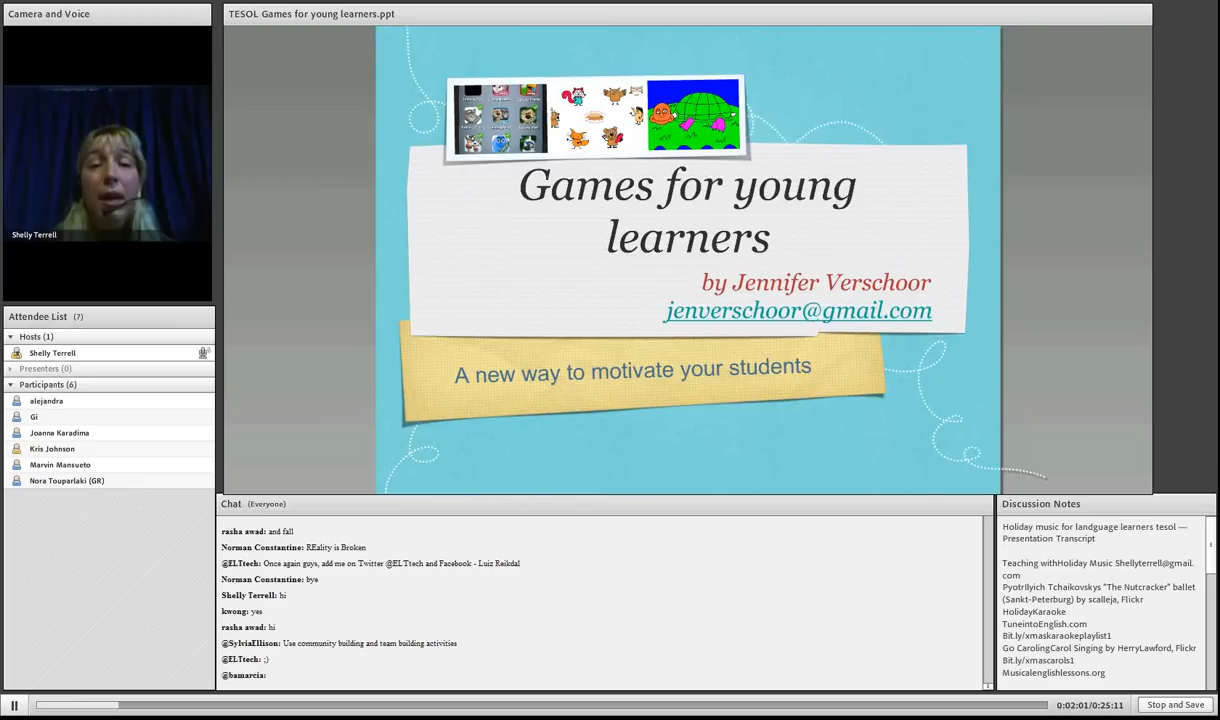 Camera and Voice
Shelly Terrell
Attendee List (7)
Hosts (1)
Shelly Terrell
Presenters (0)
Participants (6)
alejandra
Gi
Joanna Karadima
Kris Johnson
Marvin Mansueto
Nora Touparlaki (GR)
TESOL Games for young learners.ppt
Games for young
learners
by Jennifer Verschoor
jenverschoor@gmail.com
A new way to motivate your students
Chat (Everyone)
rasha awad: and fall
Norman Constantine: REality is Broken
@ELTtech: Once again guys, add me on Twitter @ELTtech and Facebook - Luiz Reikdal
Norman Constantine: bye
Shelly Terrell: hi
kwong: yes
rasha awad: hi
@SylviaEllison: Use community building and team building activities
@ELTtech: ;)
@bamarcia:
Discussion Notes
Holiday music for landguage learners tesol —
Presentation Transcript
Teaching withHoliday Music Shellyterrell@gmail.
com
PyotrIlyich Tchaikovskys "The Nutcracker" ballet
(Sankt-Peterburg) by scalleja, Flickr
HolidayKaraoke
TuneintoEnglish.com
Bit.ly/xmaskaraokeplaylist1
Go CarolingCarol Singing by HerryLawford, Flickr
Bit.ly/xmascarols1
Musicalenglishlessons.org
0:02:01/0:25:11
Stop and Save